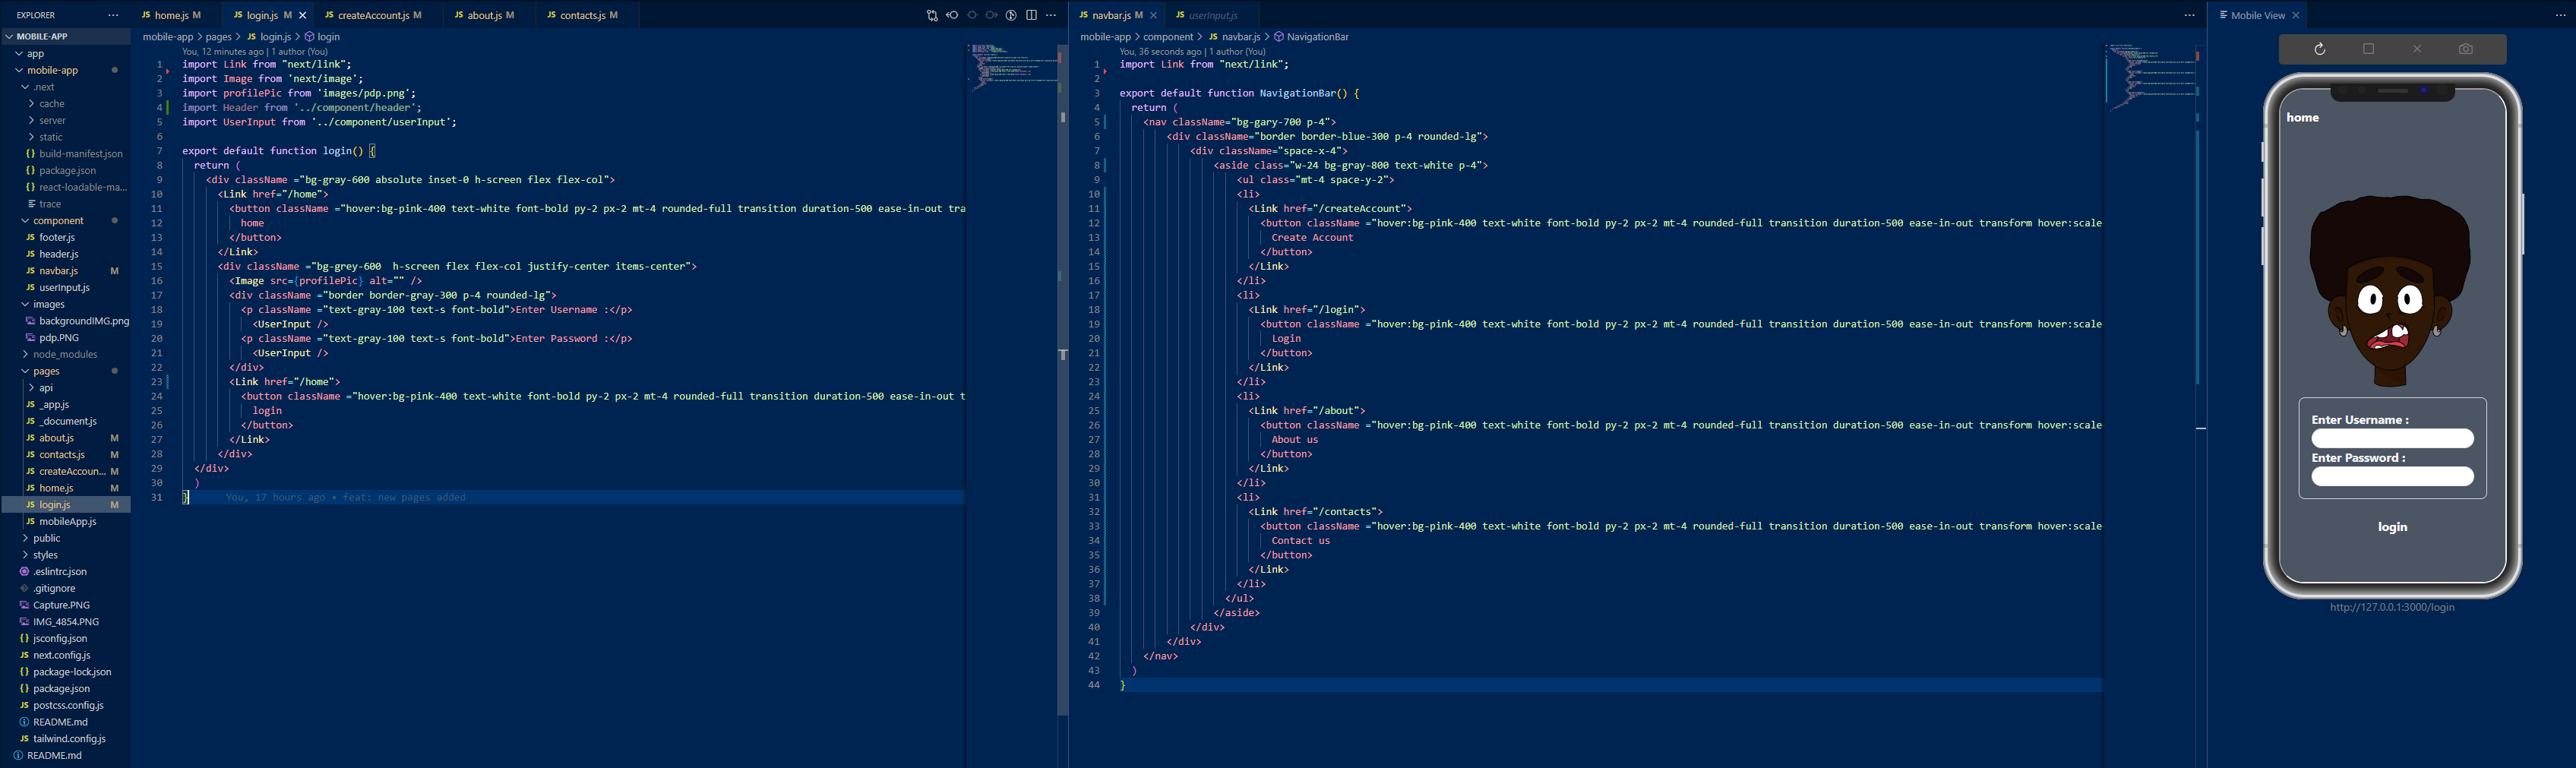 EXPLORER ...
MOBILE-APP
app
mobile-app
.next
cache
server
static
{} build-manifest.json
{} package.json
{} react-loadable-ma...
trace
component
JS footer.js
JS header.js
JS navbar.js M
JS userInput.js
images
backgroundIMG.png
pdp.PNG
node_modules
pages
api
JS _app.js
JS _document.js
JS about.js M
JS contacts.js M
JS createAccoun... M
JS home.js M
JS login.js M
JS mobileApp.js
public
styles
.eslintrc.json
.gitignore
Capture.PNG
IMG_4854.PNG
{} jsconfig.json
JS next.config.js
{} package-lock.json
{} package.json
JS postcss.config.js
README.md
JS tailwind.config.js
README.md
JS home.js M JS login.js M JS createAccount.js M JS about.js M JS contacts.js M
mobile-app > pages > JS login.js > login
You, 12 minutes ago | 1 author (You)
1 import Link from "next/link";
2 import Image from 'next/image';
3 import profilePic from 'images/pdp.png';
4 import Header from '../component/header';
5 import UserInput from '../component/userInput';
6
7 export default function login() {
8 return (
9 <div className ="bg-gray-600 absolute inset-0 h-screen flex flex-col">
10 <Link href="/home">
11 <button className ="hover:bg-pink-400 text-white font-bold py-2 px-2 mt-4 rounded-full transition duration-500 ease-in-out tra
12 home
13 </button>
14 </Link>
15 <div className ="bg-grey-600  h-screen flex flex-col justify-center items-center">
16 <Image src={profilePic} alt="" />
17 <div className ="border border-gray-300 p-4 rounded-lg">
18 <p className ="text-gray-100 text-s font-bold">Enter Username :</p>
19 <UserInput />
20 <p className ="text-gray-100 text-s font-bold">Enter Password :</p>
21 <UserInput />
22 </div>
23 <Link href="/home">
24 <button className ="hover:bg-pink-400 text-white font-bold py-2 px-2 mt-4 rounded-full transition duration-500 ease-in-out t
25 login
26 </button>
27 </Link>
28 </div>
29 </div>
30 )
31 } You, 17 hours ago • feat: new pages added
JS navbar.js M JS userInput.js
mobile-app > component > JS navbar.js > NavigationBar
You, 36 seconds ago | 1 author (You)
1 import Link from "next/link";
2
3 export default function NavigationBar() {
4 return (
5 <nav className="bg-gary-700 p-4">
6 <div className="border border-blue-300 p-4 rounded-lg">
7 <div className="space-x-4">
8 <aside class="w-24 bg-gray-800 text-white p-4">
9 <ul class="mt-4 space-y-2">
10 <li>
11 <Link href="/createAccount">
12 <button className ="hover:bg-pink-400 text-white font-bold py-2 px-2 mt-4 rounded-full transition duration-500 ease-in-out transform hover:scale
13 Create Account
14 </button>
15 </Link>
16 </li>
17 <li>
18 <Link href="/login">
19 <button className ="hover:bg-pink-400 text-white font-bold py-2 px-2 mt-4 rounded-full transition duration-500 ease-in-out transform hover:scale
20 Login
21 </button>
22 </Link>
23 </li>
24 <li>
25 <Link href="/about">
26 <button className ="hover:bg-pink-400 text-white font-bold py-2 px-2 mt-4 rounded-full transition duration-500 ease-in-out transform hover:scale
27 About us
28 </button>
29 </Link>
30 </li>
31 <li>
32 <Link href="/contacts">
33 <button className ="hover:bg-pink-400 text-white font-bold py-2 px-2 mt-4 rounded-full transition duration-500 ease-in-out transform hover:scale
34 Contact us
35 </button>
36 </Link>
37 </li>
38 </ul>
39 </aside>
40 </div>
41 </div>
42 </nav>
43 )
44 }
Mobile View
home
Enter Username :
Enter Password :
login
http://127.0.0.1:3000/login